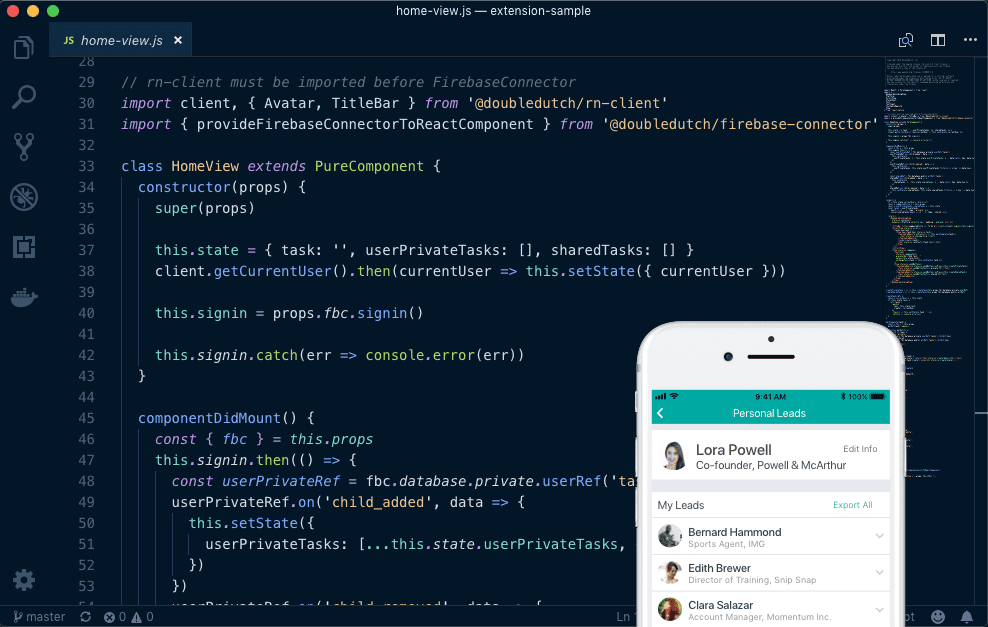 home-view.js — extension-sample
JS home-view.js ×
28
29 // rn-client must be imported before FirebaseConnector
30 import client, { Avatar, TitleBar } from '@doubledutch/rn-client'
31 import { provideFirebaseConnectorToReactComponent } from '@doubledutch/firebase-connector'
32
33 class HomeView extends PureComponent {
34 constructor(props) {
35 super(props)
36
37 this.state = { task: '', userPrivateTasks: [], sharedTasks: [] }
38 client.getCurrentUser().then(currentUser => this.setState({ currentUser }))
39
40 this.signin = props.fbc.signin()
41
42 this.signin.catch(err => console.error(err))
43 }
44
45 componentDidMount() {
46 const { fbc } = this.props
47 this.signin.then(() => {
48 const userPrivateRef = fbc.database.private.userRef('ta
49 userPrivateRef.on('child_added', data => {
50 this.setState({
51 userPrivateTasks: [...this.state.userPrivateTasks,
52 })
53 })
54 userPrivateRef.on('child_removed', data => {
master 0 0 Ln
9:41 AM 100%
Personal Leads
Lora Powell Edit Info
Co-founder, Powell & McArthur
My Leads Export All
Bernard Hammond
Sports Agent, IMG
Edith Brewer
Director of Training, Snip Snap
Clara Salazar
Account Manager, Momentum Inc.